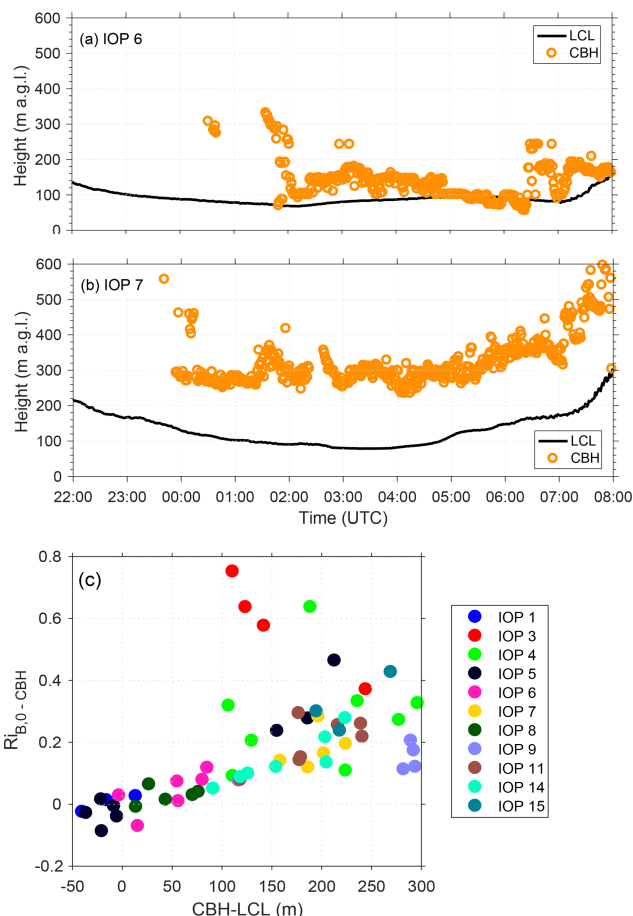 (a) IOP 6
600
500
400
300
200
100
0
Height (m a.g.l.)
LCL
CBH
(b) IOP 7
600
500
400
300
200
100
0
Height (m a.g.l.)
LCL
CBH
22:00 23:00 00:00 01:00 02:00 03:00 04:00 05:00 06:00 07:00 08:00
Time (UTC)
(c)
0.8
0.6
0.4
0.2
0.0
-0.2
Ri B,0 - CBH
-50 0 50 100 150 200 250 300
CBH-LCL (m)
IOP 1
IOP 3
IOP 4
IOP 5
IOP 6
IOP 7
IOP 8
IOP 9
IOP 11
IOP 14
IOP 15